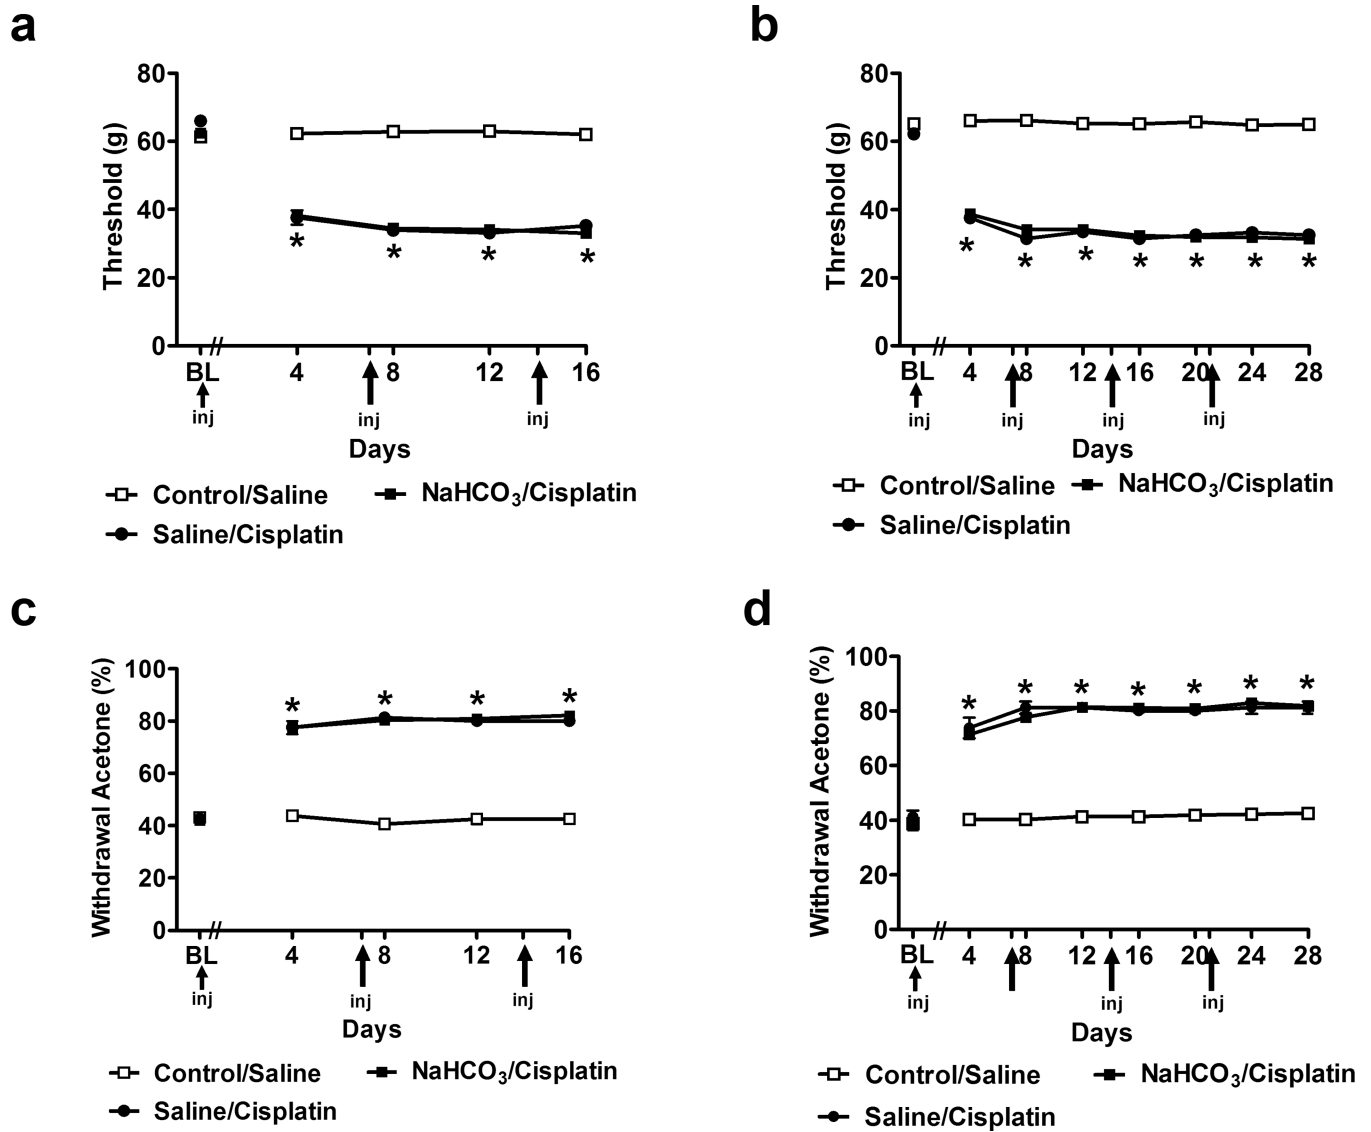 a
b
80
60
40
20
0
Threshold (g)
*
*
*
*
BL
4
8
12
16
inj
inj
inj
Days
Control/Saline
NaHCO₃/Cisplatin
Saline/Cisplatin
80
60
40
20
0
Threshold (g)
*
*
*
*
*
*
*
BL
4
8
12
16
20
24
28
inj
inj
inj
inj
Days
Control/Saline
NaHCO₃/Cisplatin
Saline/Cisplatin
c
d
100
80
60
40
20
0
Withdrawal Acetone (%)
*
*
*
*
BL
4
8
12
16
inj
inj
inj
Days
Control/Saline
NaHCO₃/Cisplatin
Saline/Cisplatin
100
80
60
40
20
0
Withdrawal Acetone (%)
*
*
*
*
*
*
*
BL
4
8
12
16
20
24
28
inj
inj
inj
Days
Control/Saline
NaHCO₃/Cisplatin
Saline/Cisplatin